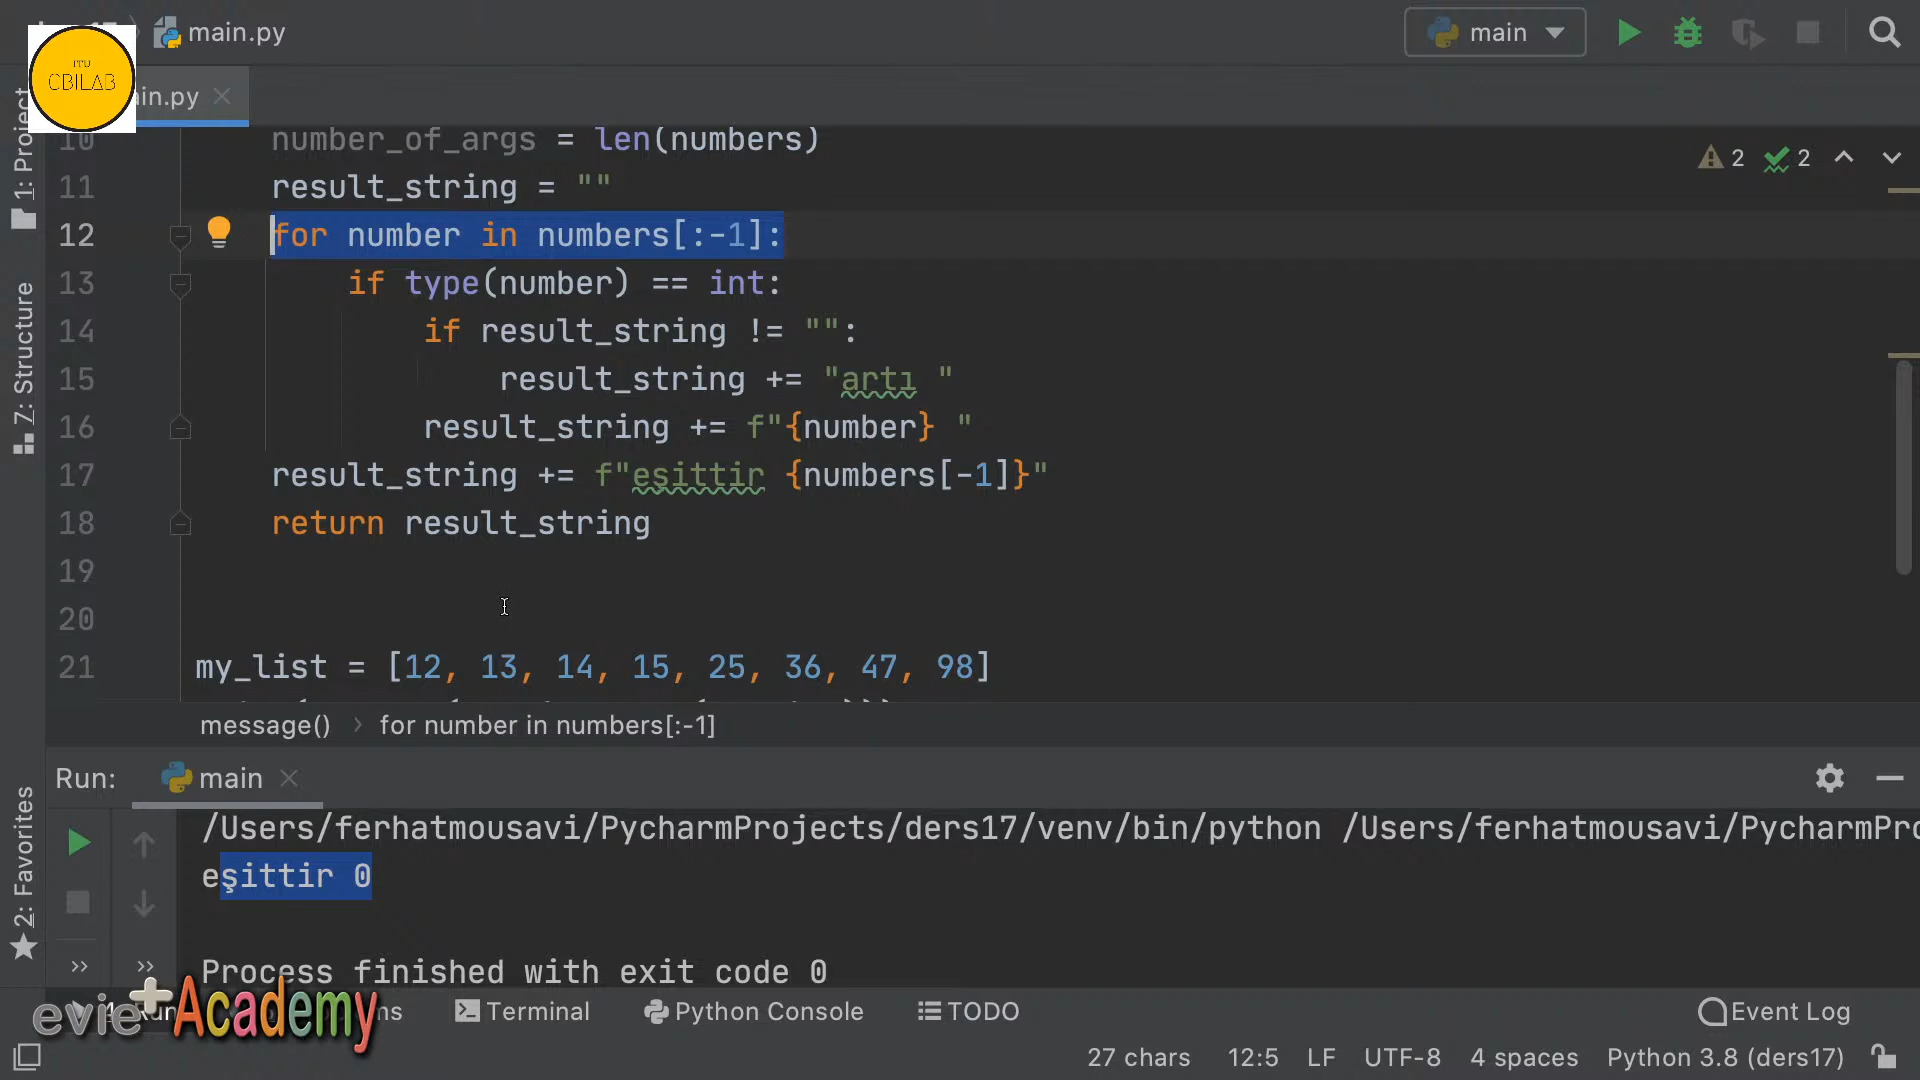 main.py
main
ITU
CBILAB
in.py
1: Project
7: Structure
2: Favorites
2 2
10 number_of_args = len(numbers)
11 result_string = ""
12 for number in numbers[:-1]:
13 if type(number) == int:
14 if result_string != "":
15 result_string += "artı "
16 result_string += f"{number} "
17 result_string += f"eşittir {numbers[-1]}"
18 return result_string
19
20
21 my_list = [12, 13, 14, 15, 25, 36, 47, 98]
message() › for number in numbers[:-1]
Run: main
/Users/ferhatmousavi/PycharmProjects/ders17/venv/bin/python /Users/ferhatmousavi/PycharmPro
eşittir 0
Process finished with exit code 0
evie+Academy
Terminal Python Console TODO Event Log
27 chars 12:5 LF UTF-8 4 spaces Python 3.8 (ders17)